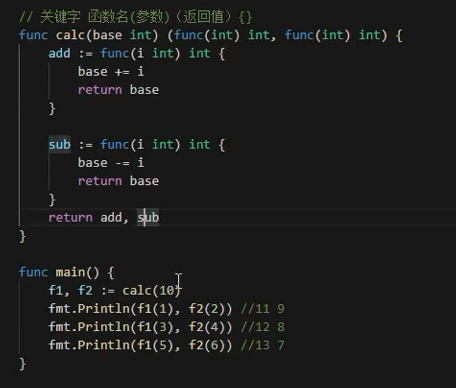 // 关键字 函数名(参数)（返回值）{}
func calc(base int) (func(int) int, func(int) int) {
    add := func(i int) int {
        base += i
        return base
    }

    sub := func(i int) int {
        base -= i
        return base
    }
    return add, sub
}

func main() {
    f1, f2 := calc(10)
    fmt.Println(f1(1), f2(2)) //11 9
    fmt.Println(f1(3), f2(4)) //12 8
    fmt.Println(f1(5), f2(6)) //13 7
}